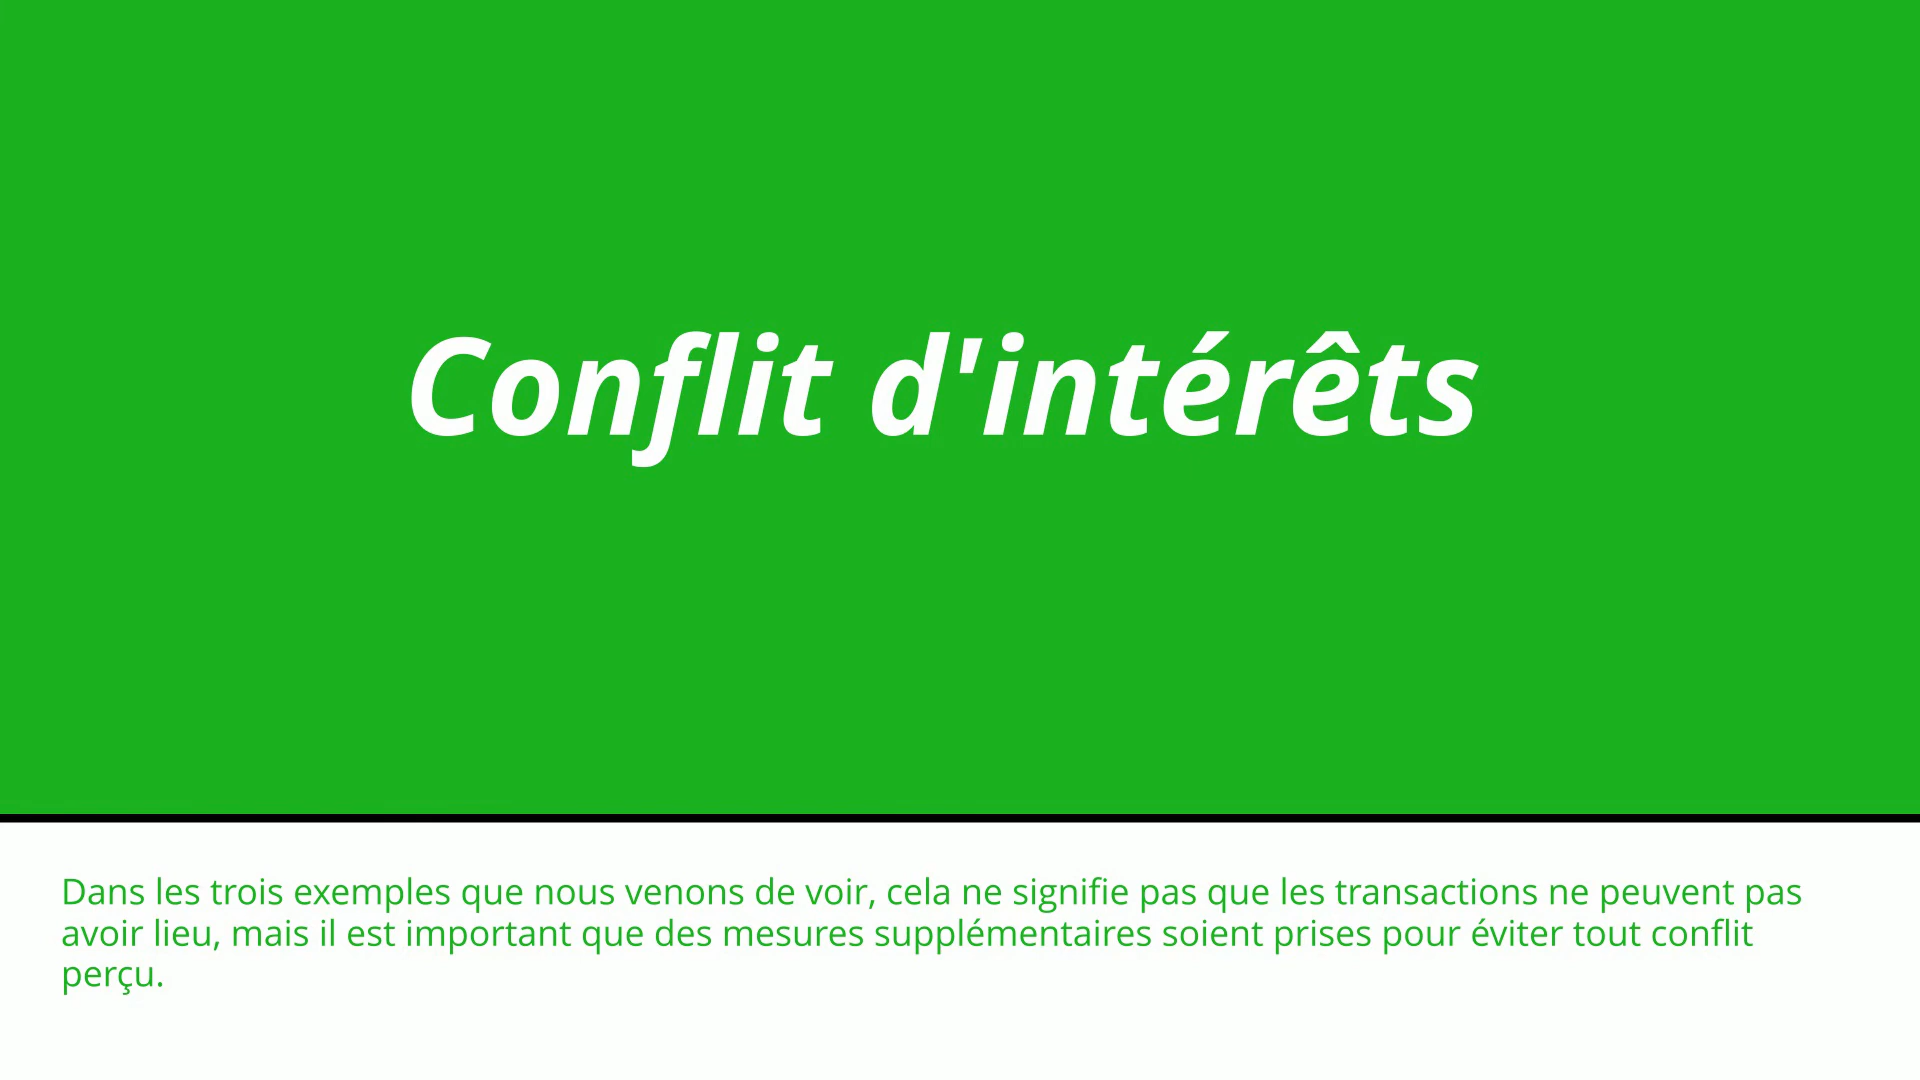 Conflit d'intérêts
Dans les trois exemples que nous venons de voir, cela ne signifie pas que les transactions ne peuvent pas
avoir lieu, mais il est important que des mesures supplémentaires soient prises pour éviter tout conflit
perçu.